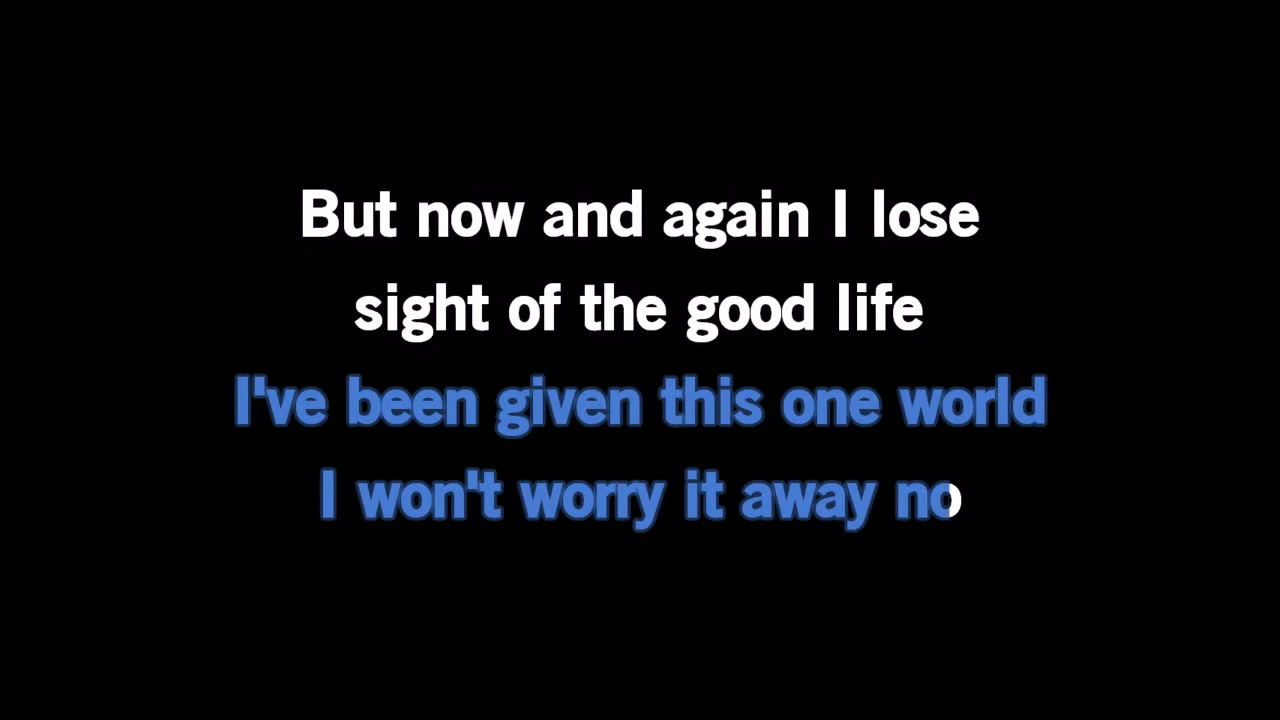 But now and again I lose
sight of the good life
I've been given this one world
I won't worry it away no